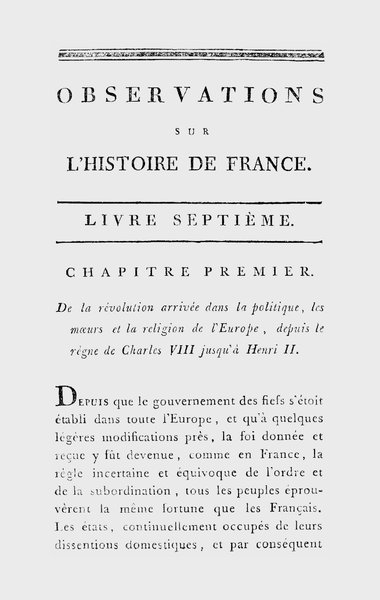 OBSERVATIONS
SUR
L'HISTOIRE DE FRANCE.
LIVRE SEPTIÈME.
CHAPITRE PREMIER.
De la révolution arrivée dans la politique, les
mœurs et la religion de l'Europe, depuis le
règne de Charles VIII jusqu'à Henri II.
DEPUIS que le gouvernement des fiefs s'étoit
établi dans toute l'Europe, et qu'à quelques
légères modifications près, la foi donnée et
reçue y fût devenue, comme en France, la
règle incertaine et équivoque de l'ordre et
de la subordination, tous les peuples éprou-
vèrent la même fortune que les Français.
Les états, continuellement occupés de leurs
dissentions domestiques, et par conséquent